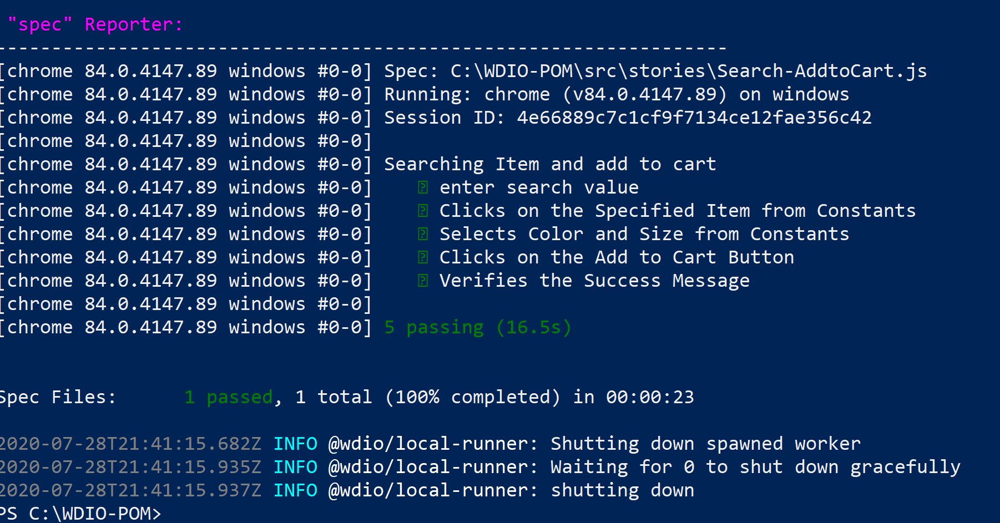 "spec" Reporter:
------------------------------------------------------------------
[chrome 84.0.4147.89 windows #0-0] Spec: C:\WDIO-POM\src\stories\Search-AddtoCart.js
[chrome 84.0.4147.89 windows #0-0] Running: chrome (v84.0.4147.89) on windows
[chrome 84.0.4147.89 windows #0-0] Session ID: 4e66889c7c1cf9f7134ce12fae356c42
[chrome 84.0.4147.89 windows #0-0]
[chrome 84.0.4147.89 windows #0-0] Searching Item and add to cart
[chrome 84.0.4147.89 windows #0-0]    � enter search value
[chrome 84.0.4147.89 windows #0-0]    � Clicks on the Specified Item from Constants
[chrome 84.0.4147.89 windows #0-0]    � Selects Color and Size from Constants
[chrome 84.0.4147.89 windows #0-0]    � Clicks on the Add to Cart Button
[chrome 84.0.4147.89 windows #0-0]    � Verifies the Success Message
[chrome 84.0.4147.89 windows #0-0]
[chrome 84.0.4147.89 windows #0-0] 5 passing (16.5s)
Spec Files:      1 passed, 1 total (100% completed) in 00:00:23
2020-07-28T21:41:15.682Z INFO @wdio/local-runner: Shutting down spawned worker
2020-07-28T21:41:15.935Z INFO @wdio/local-runner: Waiting for 0 to shut down gracefully
2020-07-28T21:41:15.937Z INFO @wdio/local-runner: shutting down
PS C:\WDIO-POM>